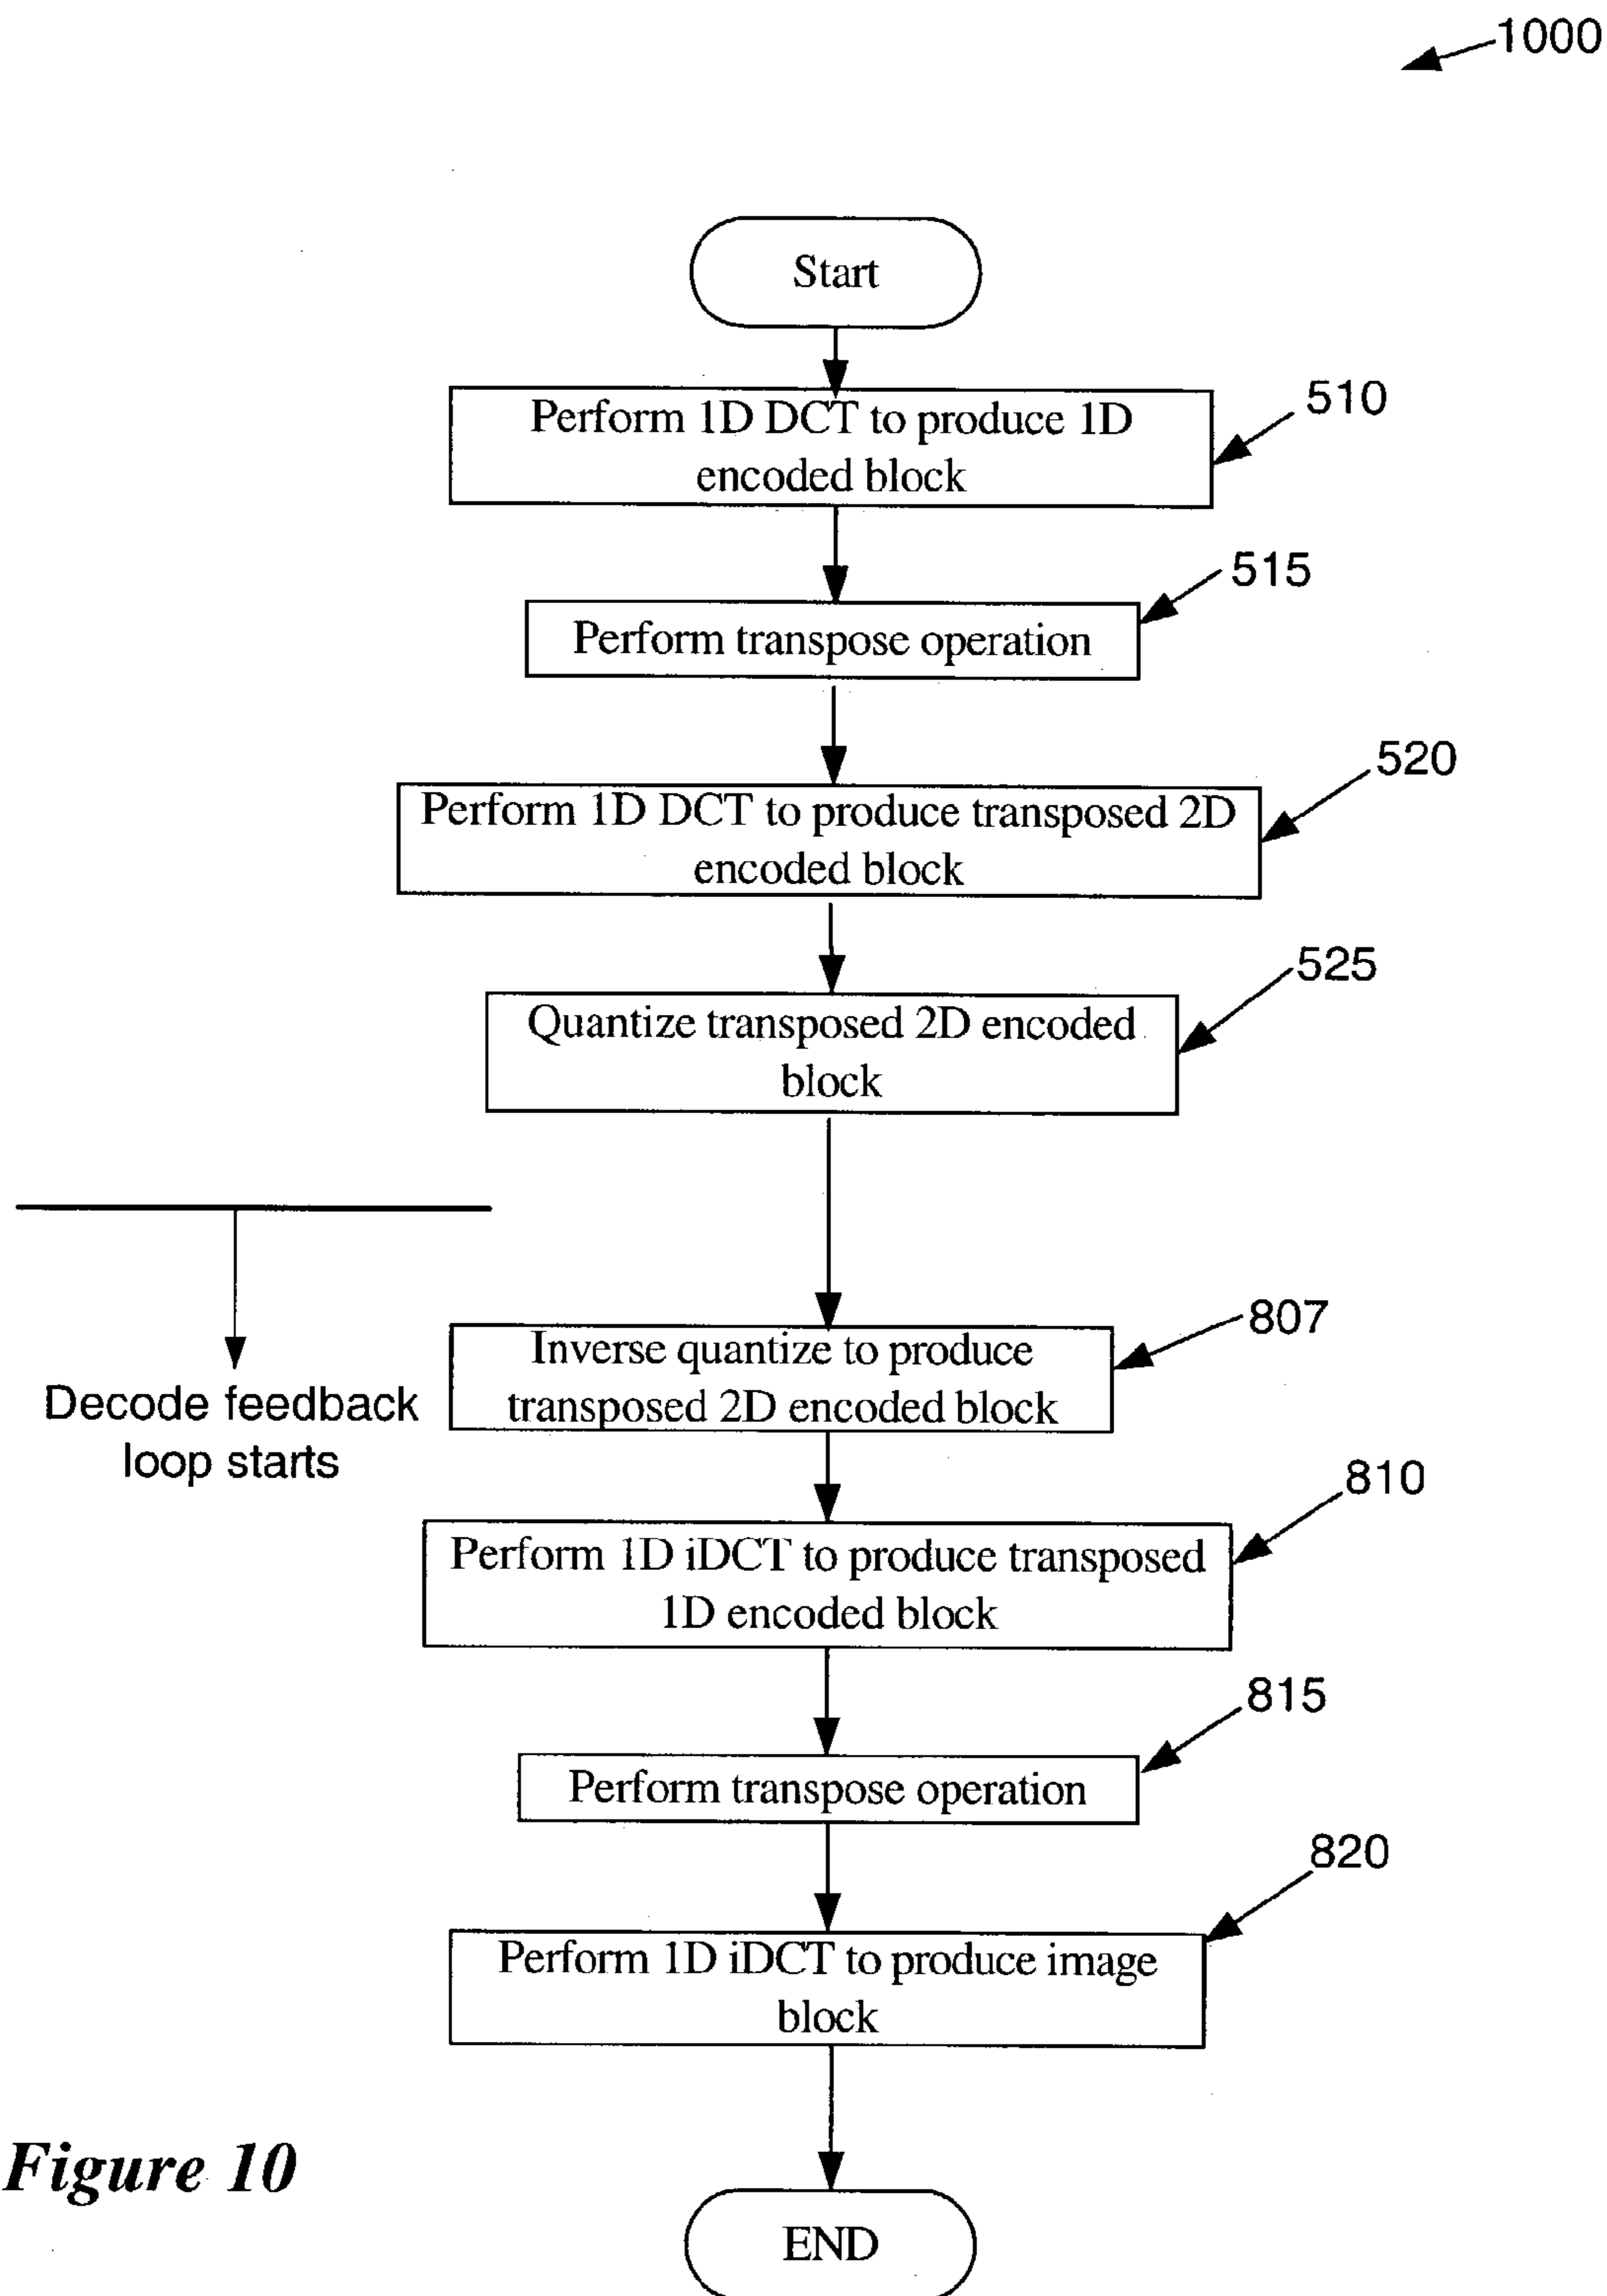 1000
Start
Perform 1D DCT to produce 1D
encoded block
510
Perform transpose operation
515
Perform 1D DCT to produce transposed 2D
encoded block
520
Quantize transposed 2D encoded
block
525
Decode feedback
loop starts
Inverse quantize to produce
transposed 2D encoded block
807
Perform 1D iDCT to produce transposed
1D encoded block
810
Perform transpose operation
815
Perform 1D iDCT to produce image
block
820
Figure 10
END